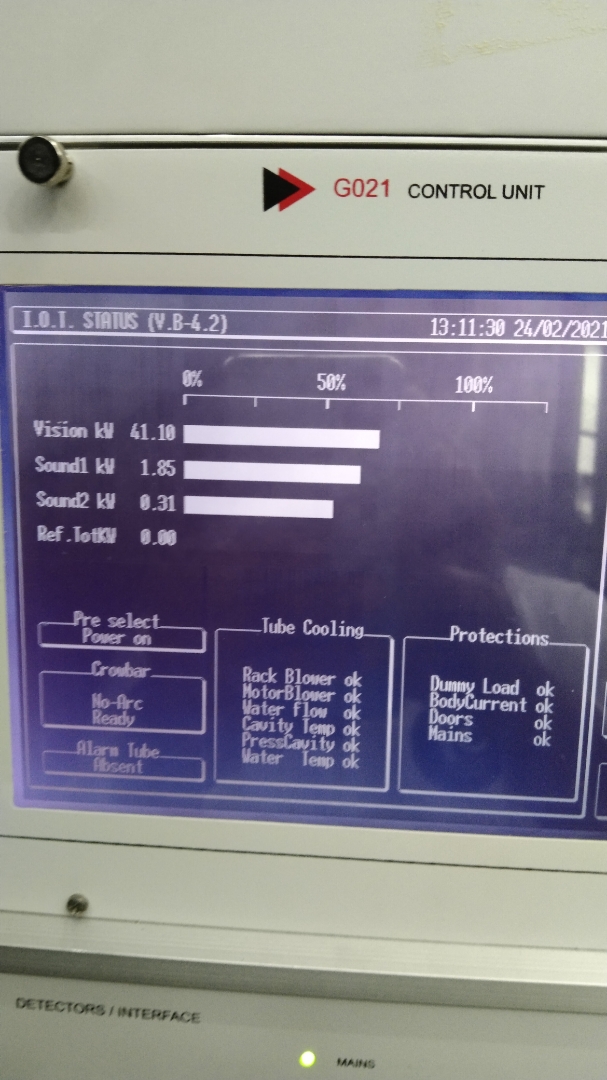 G021 CONTROL UNIT
I.O.T. STATUS (V.B-4.2) 13:11:30 24/02/2021
0% 50% 100%
Vision kW 41.10
Sound1 kW 1.85
Sound2 kW 0.31
Ref.TotKW 0.00
Pre select
Power on
Crowbar
No-Arc
Ready
Alarm Tube
Absent
Tube Cooling
Rack Blower ok
MotorBlower ok
Water Flow ok
Cavity Temp ok
PressCavity ok
Water Temp ok
Protections
Dummy Load ok
BodyCurrent ok
Doors ok
Mains ok
DETECTORS / INTERFACE
MAINS